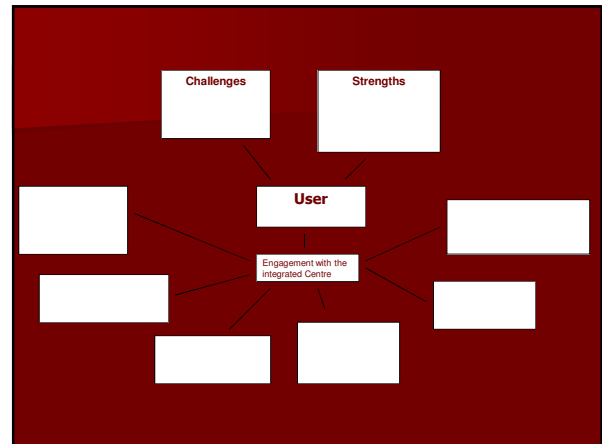 Challenges
Strengths
User
Engagement with the
integrated Centre